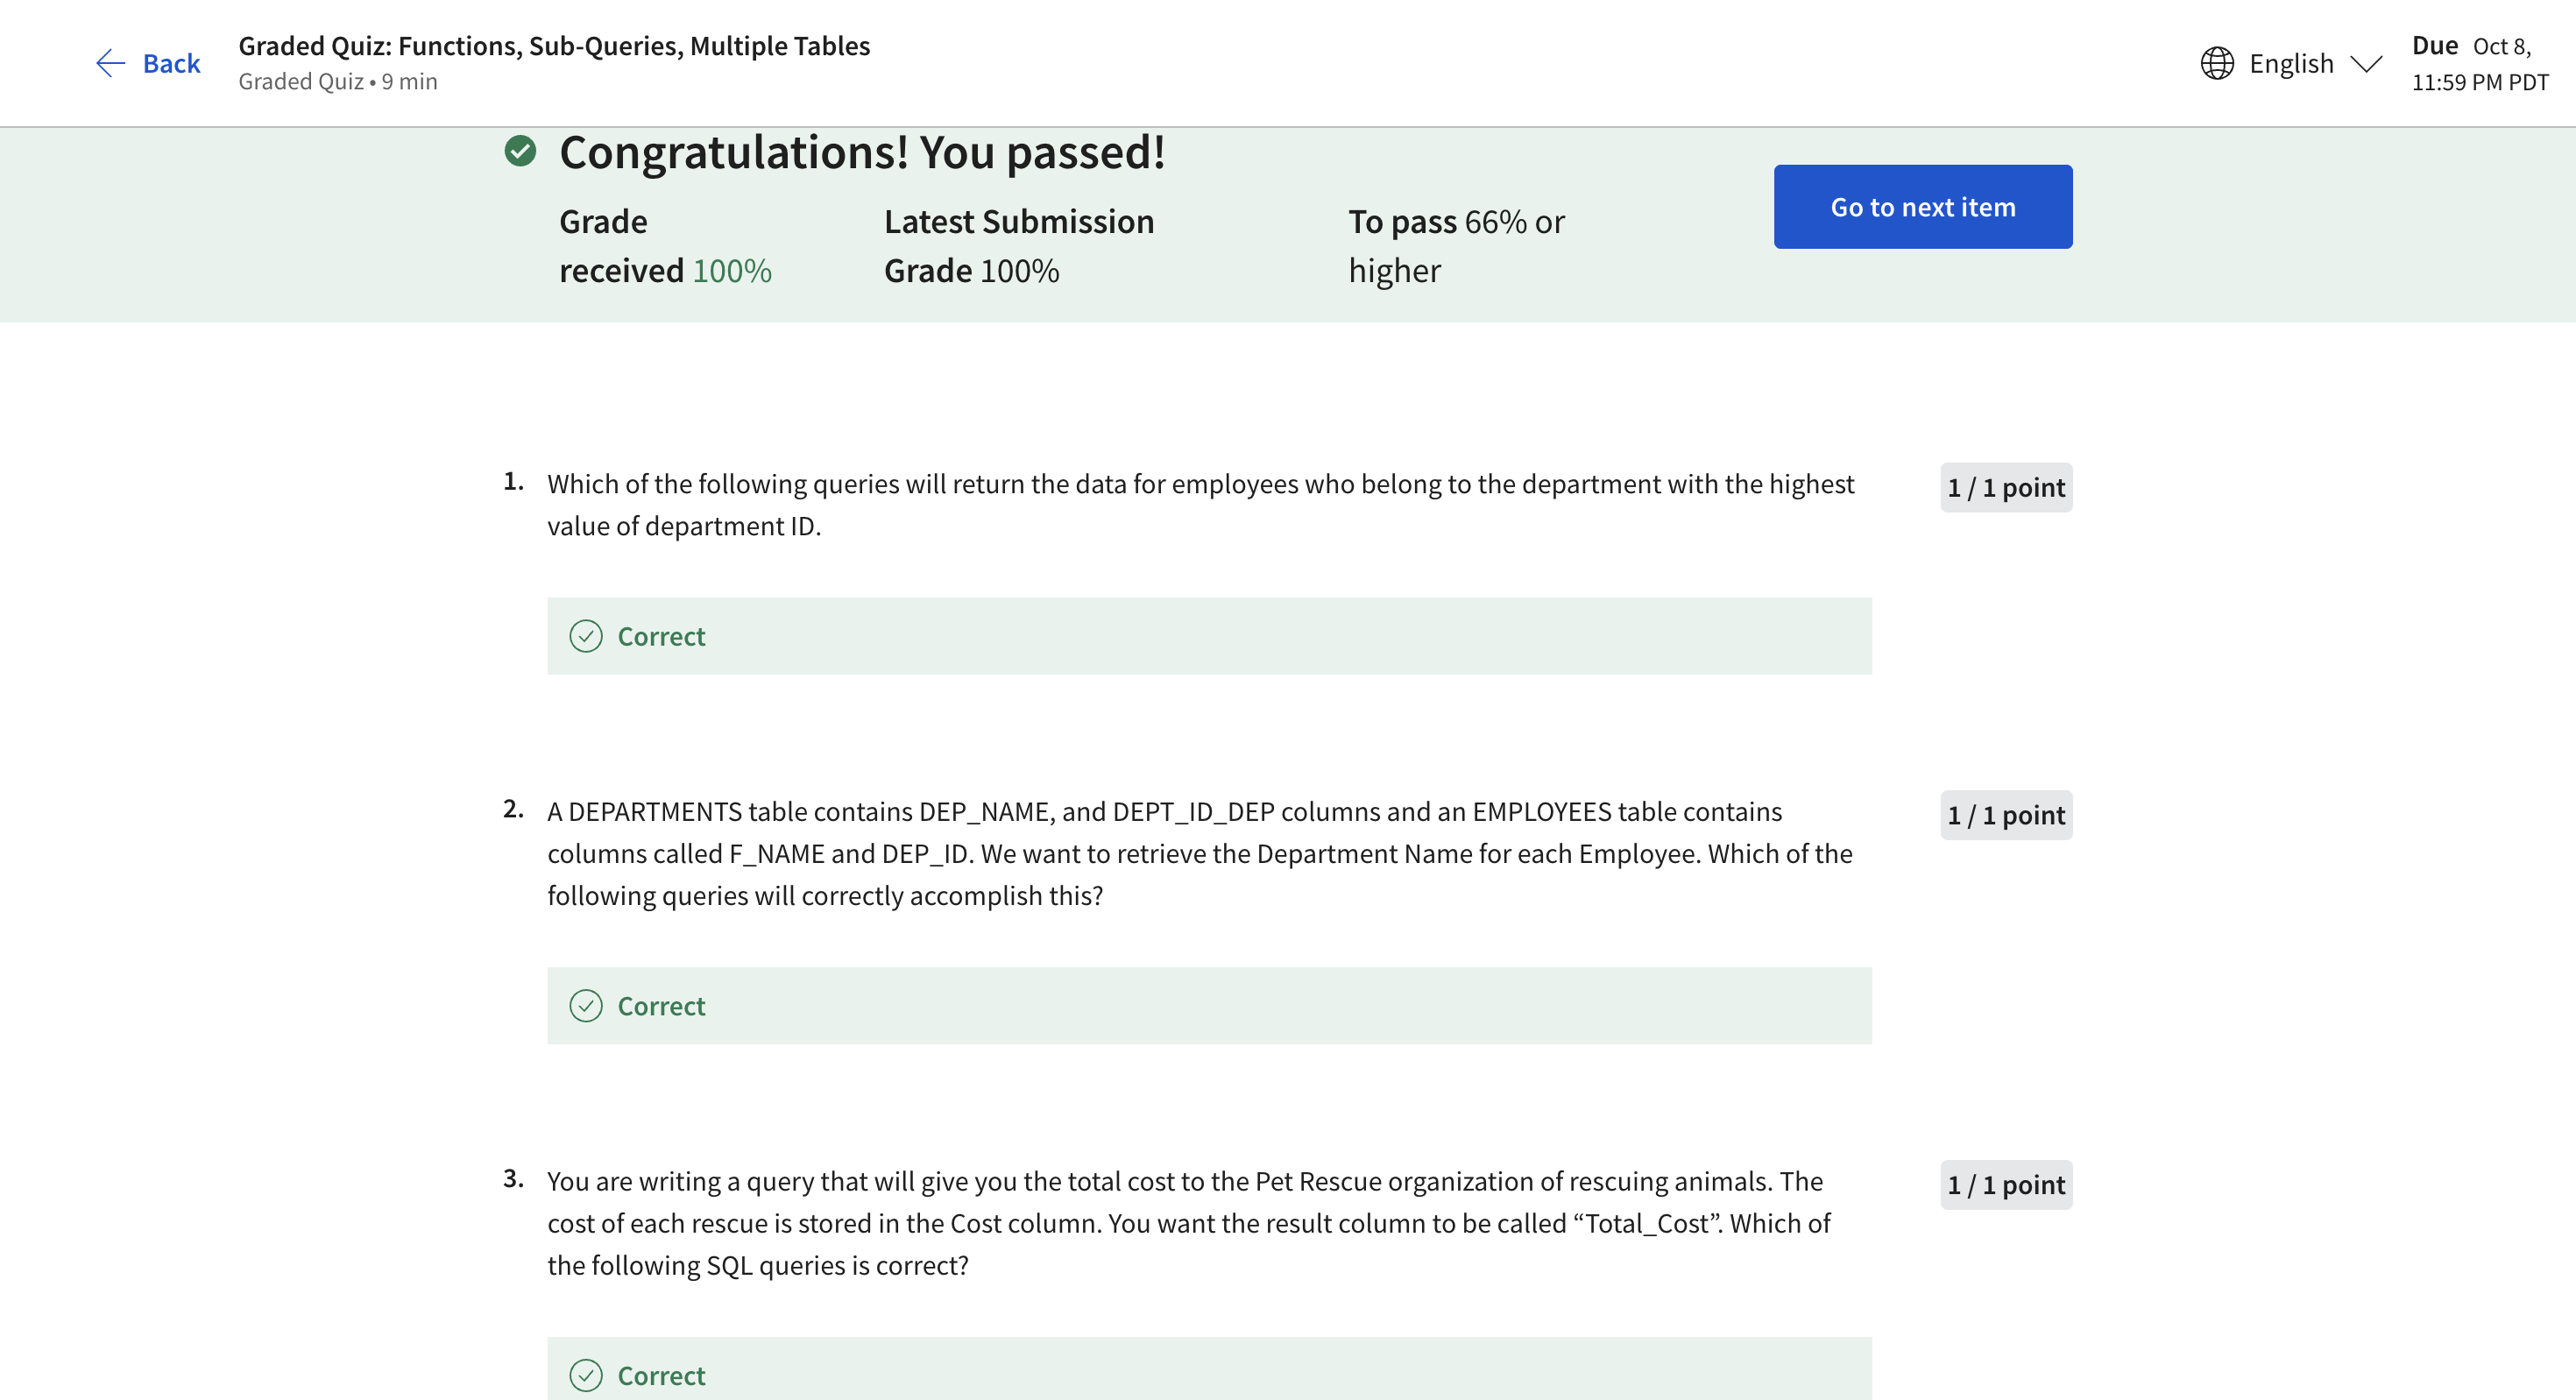 Back
Graded Quiz: Functions, Sub-Queries, Multiple Tables
Graded Quiz • 9 min
English
Due Oct 8,
11:59 PM PDT
Congratulations! You passed!
Grade
received 100%
Latest Submission
Grade 100%
To pass 66% or
higher
Go to next item
1. Which of the following queries will return the data for employees who belong to the department with the highest
value of department ID.
1 / 1 point
Correct
2. A DEPARTMENTS table contains DEP_NAME, and DEPT_ID_DEP columns and an EMPLOYEES table contains
columns called F_NAME and DEP_ID. We want to retrieve the Department Name for each Employee. Which of the
following queries will correctly accomplish this?
1 / 1 point
Correct
3. You are writing a query that will give you the total cost to the Pet Rescue organization of rescuing animals. The
cost of each rescue is stored in the Cost column. You want the result column to be called “Total_Cost”. Which of
the following SQL queries is correct?
1 / 1 point
Correct